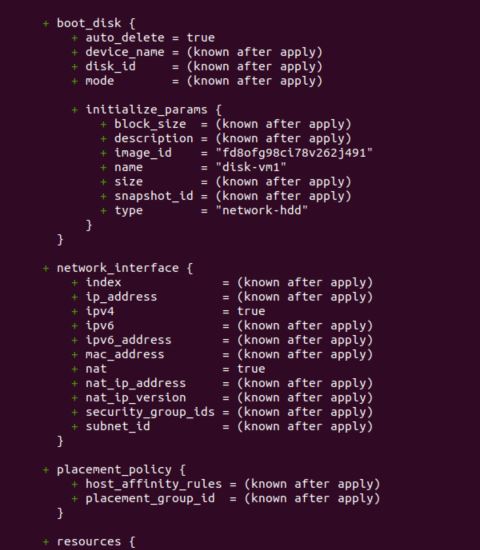 + boot_disk {
+ auto_delete = true
+ device_name = (known after apply)
+ disk_id     = (known after apply)
+ mode        = (known after apply)
+ initialize_params {
+ block_size  = (known after apply)
+ description = (known after apply)
+ image_id    = "fd8ofg98ci78v262j491"
+ name        = "disk-vm1"
+ size        = (known after apply)
+ snapshot_id = (known after apply)
+ type        = "network-hdd"
}
}
+ network_interface {
+ index              = (known after apply)
+ ip_address         = (known after apply)
+ ipv4               = true
+ ipv6               = (known after apply)
+ ipv6_address       = (known after apply)
+ mac_address        = (known after apply)
+ nat                = true
+ nat_ip_address     = (known after apply)
+ nat_ip_version     = (known after apply)
+ security_group_ids = (known after apply)
+ subnet_id          = (known after apply)
}
+ placement_policy {
+ host_affinity_rules = (known after apply)
+ placement_group_id  = (known after apply)
}
+ resources {